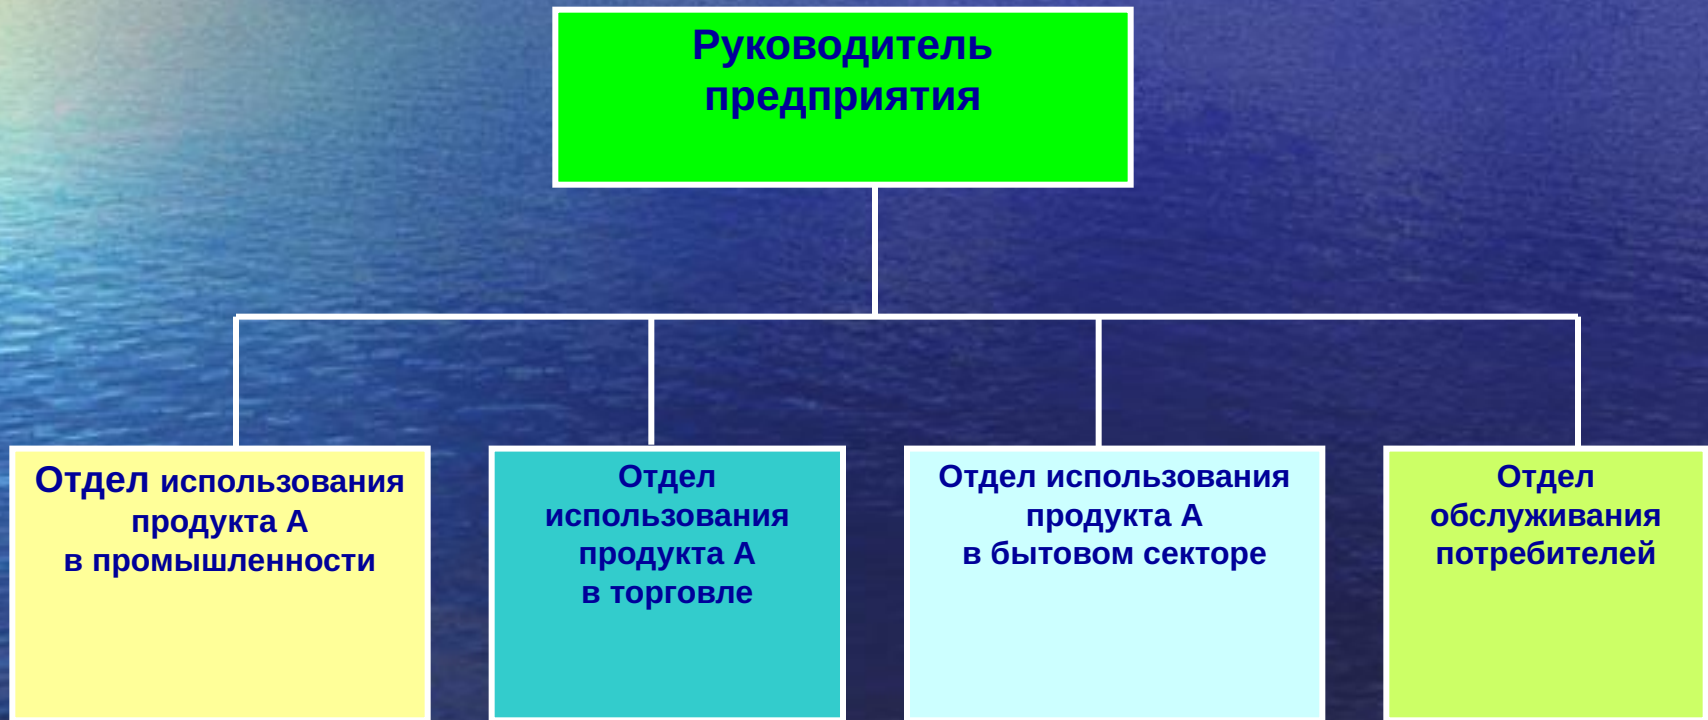 Руководитель
предприятия
Отдел использования
продукта А
в промышленности
Отдел
использования
продукта А
в торговле
Отдел использования
продукта А
в бытовом секторе
Отдел
обслуживания
потребителей